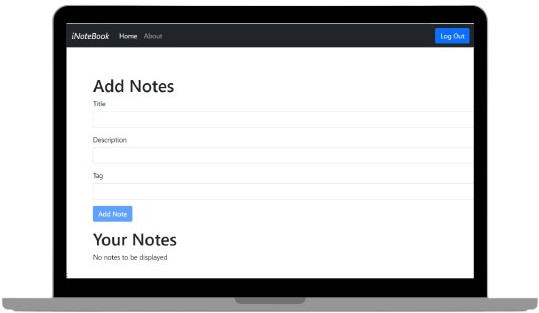 iNoteBook Home About Log Out
Add Notes
Title
Description
Tag
Add Note
Your Notes
No notes to be displayed